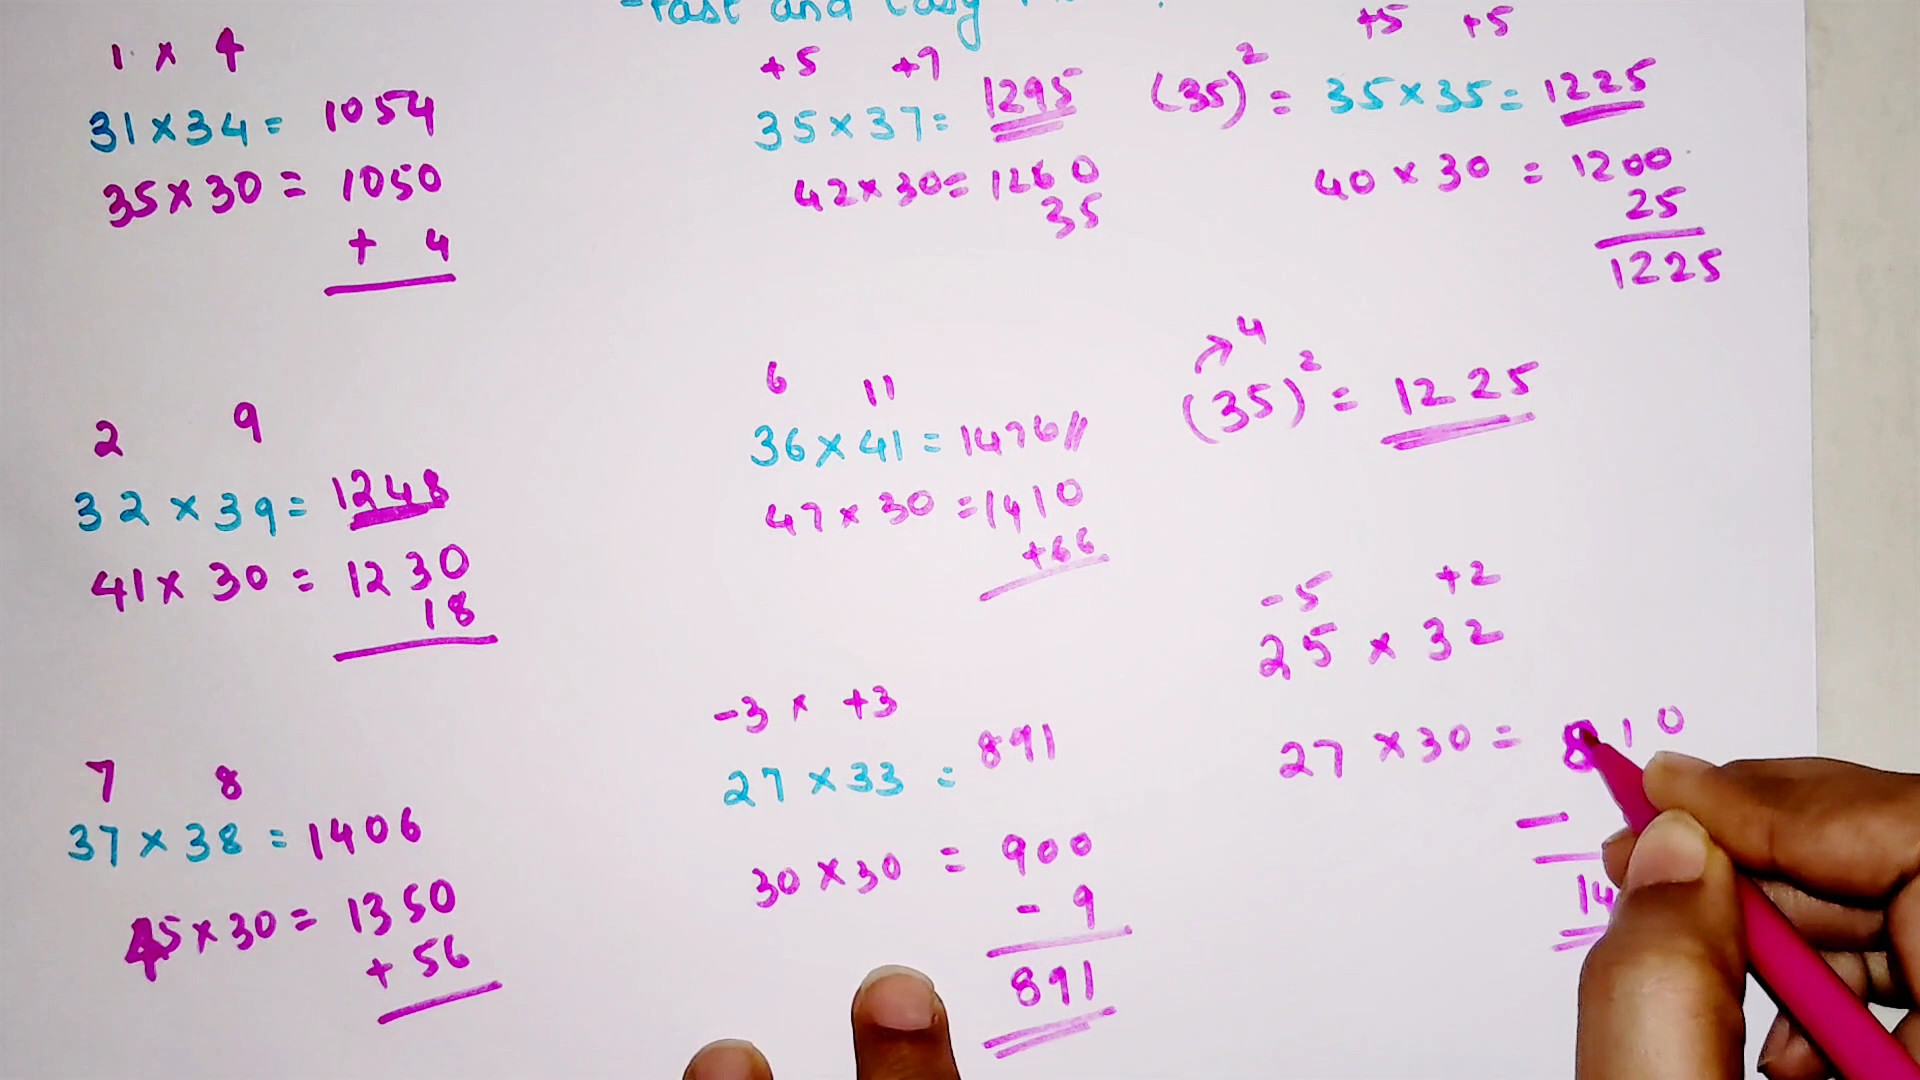 fast and easy
1 × 4
31 × 34 = 1054
35 × 30 = 1050
+ 4
2 9
32 × 39 = 1248
41 × 30 = 1230
18
7 8
37 × 38 = 1406
45 × 30 = 1350
+ 56
+5 +7
35 × 37 = 1295
42 × 30 = 1260
35
6 11
36 × 41 = 1476//
47 × 30 = 1410
+66
-3 × +3
27 × 33 = 891
30 × 30 = 900
- 9
891
+5 +5
(35)² = 35 × 35 = 1225
40 × 30 = 1200
25
1225
4
(35)² = 1225
-5 +2
25 × 32
27 × 30 = 810
-
14